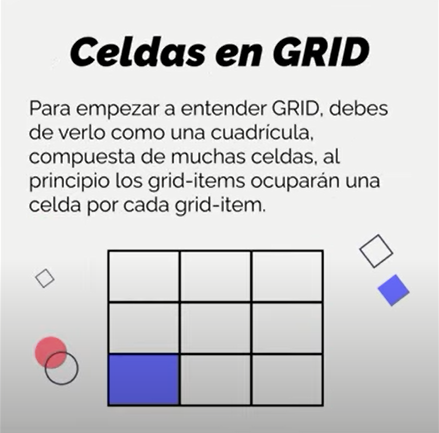 Celdas en GRID
Para empezar a entender GRID, debes
de verlo como una cuadrícula,
compuesta de muchas celdas, al
principio los grid-items ocuparán una
celda por cada grid-item.